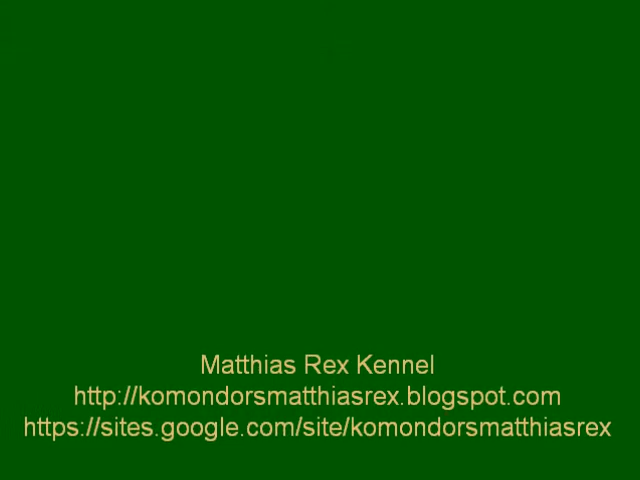 Matthias Rex Kennel
http://komondorsmatthiasrex.blogspot.com
https://sites.google.com/site/komondorsmatthiasrex